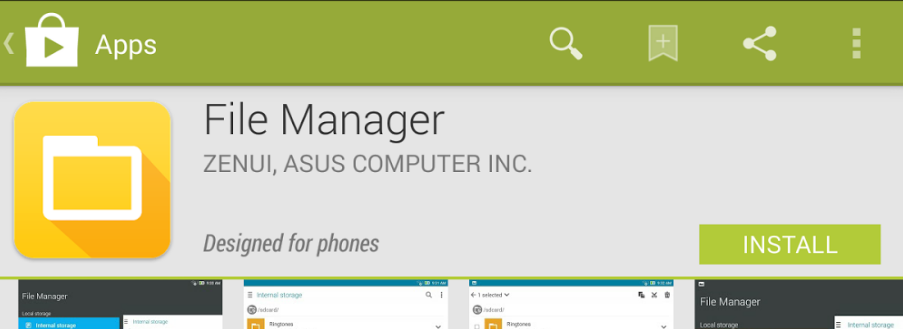 Apps
File Manager
ZENUI, ASUS COMPUTER INC.
Designed for phones
INSTALL
File Manager
Local storage
Internal storage
Internal storage
Internal storage
/sdcard/
Ringtones
1 selected
/sdcard/
Ringtones
File Manager
Local storage
Internal storage